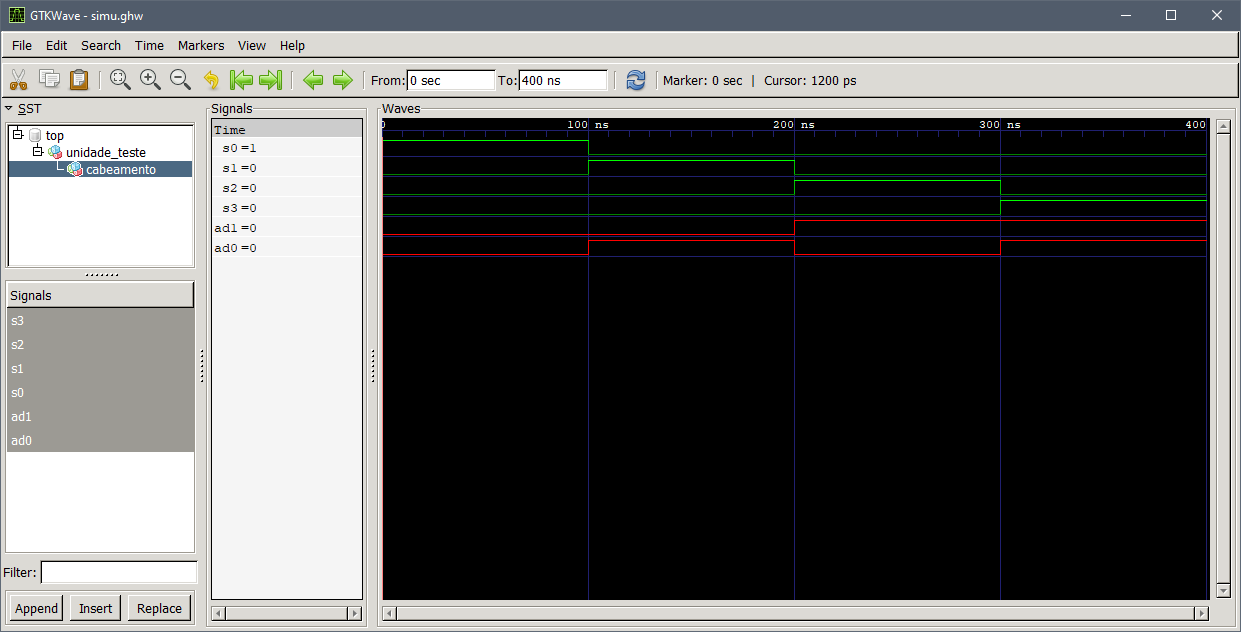 GTKWave - simu.ghw
File Edit Search Time Markers View Help
From: 0 sec To: 400 ns Marker: 0 sec | Cursor: 1200 ps
SST
top
unidade_teste
cabeamento
Signals
s3
s2
s1
s0
ad1
ad0
Filter:
Append Insert Replace
Signals
Time
s0=1
s1=0
s2=0
s3=0
ad1=0
ad0=0
Waves
0 100 ns 200 ns 300 ns 400